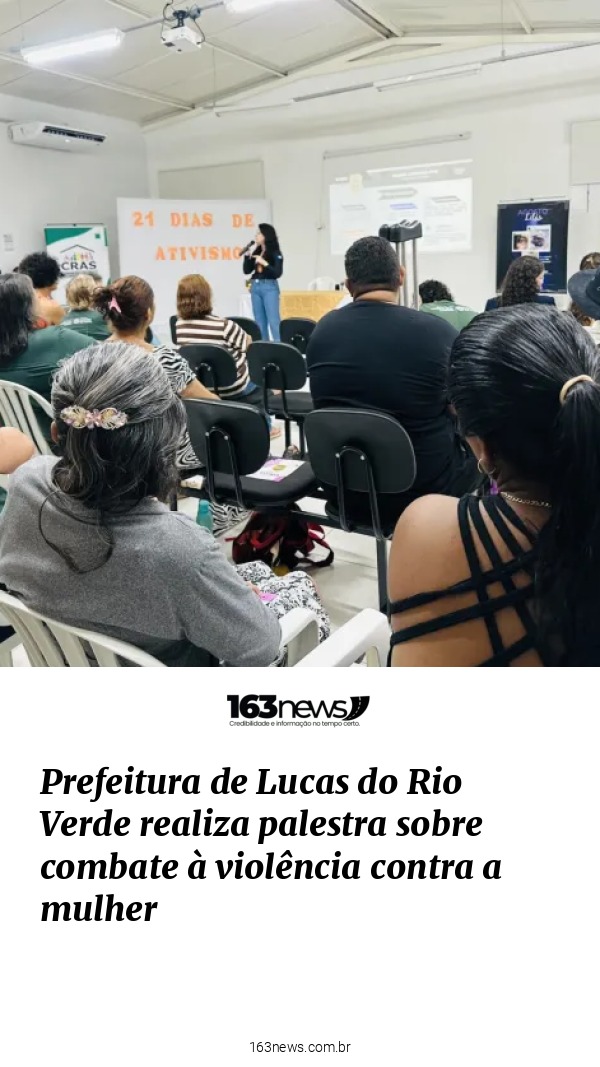 21 DIAS DE
ATIVISMO
CRAS
Lilás
163news
Credibilidade e informação no tempo certo.
Prefeitura de Lucas do Rio
Verde realiza palestra sobre
combate à violência contra a
mulher
163news.com.br